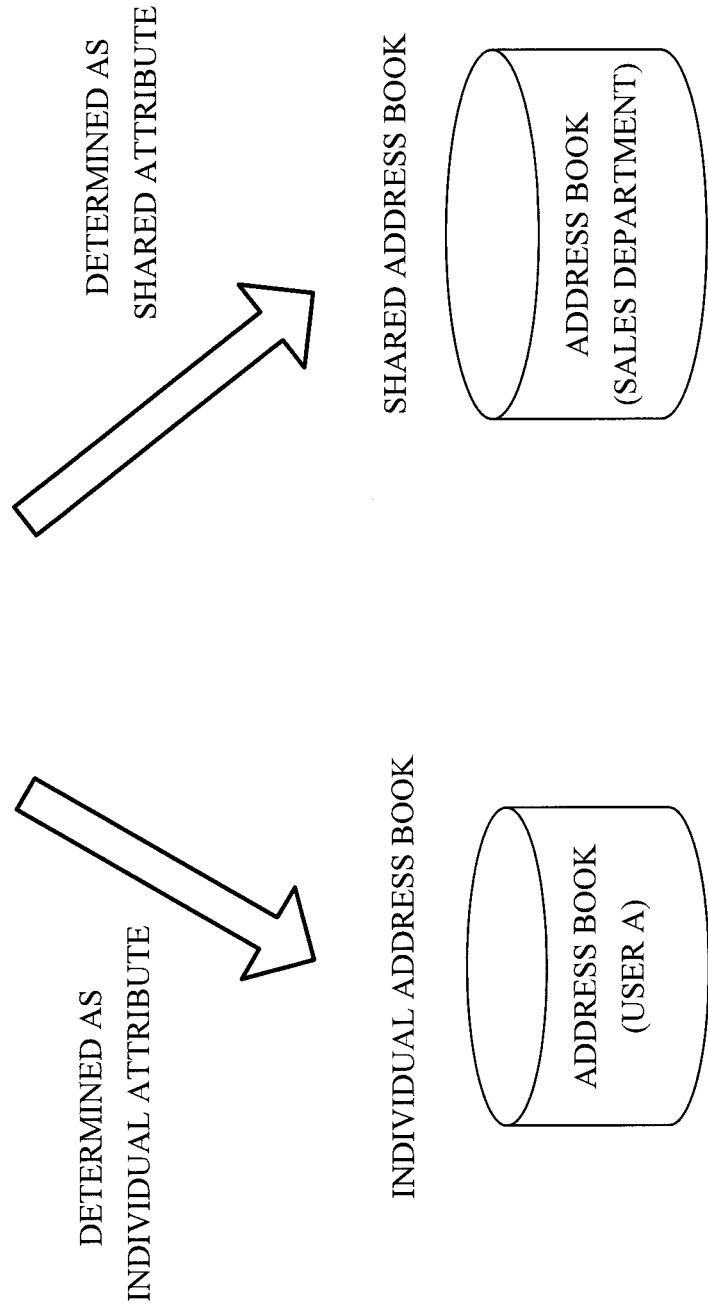 DETERMINED AS
INDIVIDUAL ATTRIBUTE
DETERMINED AS
SHARED ATTRIBUTE
INDIVIDUAL ADDRESS BOOK
SHARED ADDRESS BOOK
ADDRESS BOOK
(USER A)
ADDRESS BOOK
(SALES DEPARTMENT)